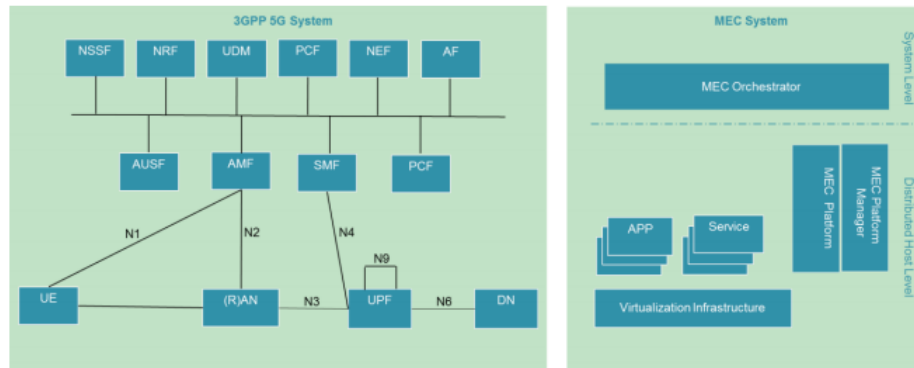 3GPP 5G System
NSSF
NRF
UDM
PCF
NEF
AF
AUSF
AMF
SMF
PCF
N1
N2
N4
N9
UE
(R)AN
N3
UPF
N6
DN
MEC System
System Level
MEC Orchestrator
Distributed Host Level
MEC Platform
MEC Platform
Manager
APP
Service
Virtualization Infrastructure